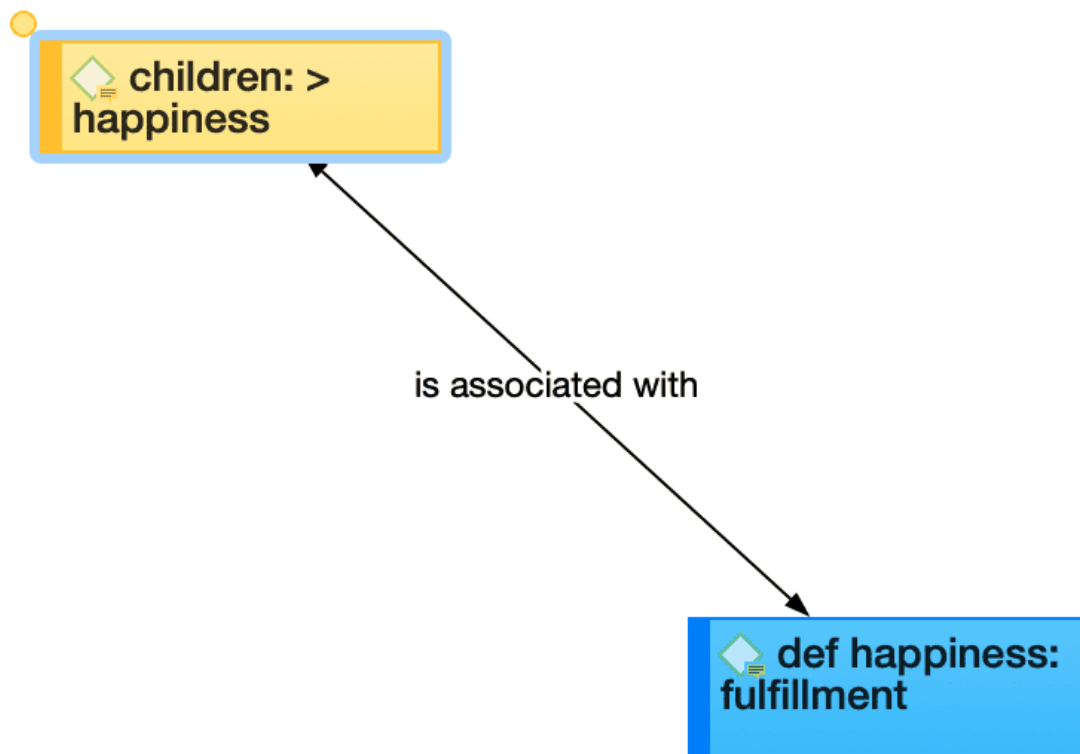 children: >
happiness
is associated with
def happiness:
fulfillment